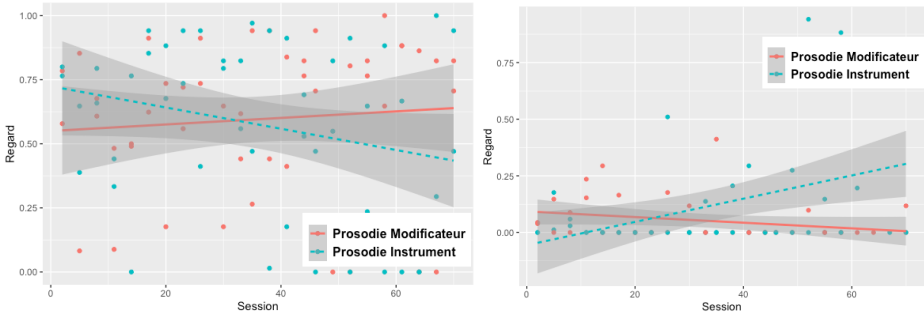 1.00
0.75
0.50
0.25
0.00
Regard
0
20
40
60
Session
Prosodie Modificateur
Prosodie Instrument
0.75
0.50
0.25
0.00
Regard
0
20
40
60
Session
Prosodie Modificateur
Prosodie Instrument